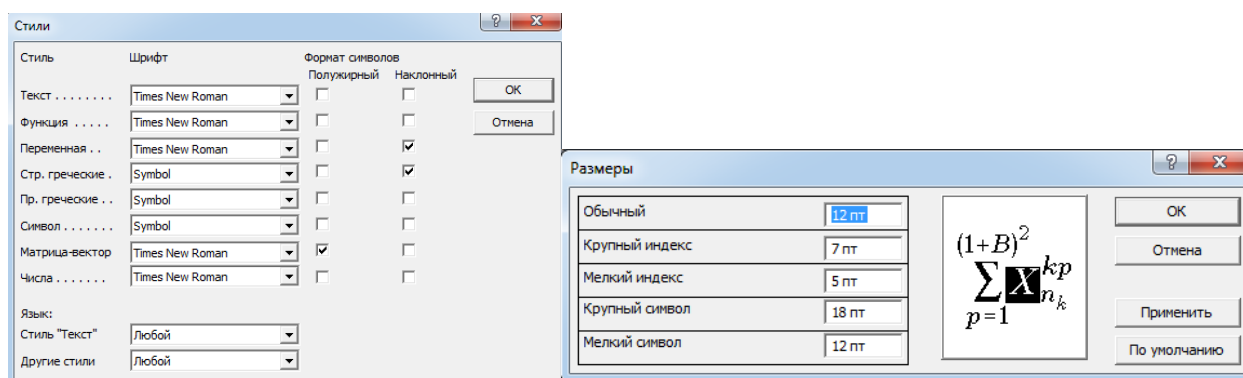 Стили
Стиль Шрифт Формат символов
Полужирный Наклонный
Текст . . . . . . . . Times New Roman OK
Функция . . . . . Times New Roman Отмена
Переменная . . Times New Roman
Стр. греческие . Symbol
Пр. греческие . . Symbol
Символ . . . . . . . Symbol
Матрица-вектор Times New Roman
Числа . . . . . . . Times New Roman
Язык:
Стиль "Текст" Любой
Другие стили Любой
Размеры
Обычный 12 пт OK
Крупный индекс 7 пт Отмена
Мелкий индекс 5 пт
Крупный символ 18 пт Применить
Мелкий символ 12 пт По умолчанию
(1+B)²
∑ X kp n k
p=1